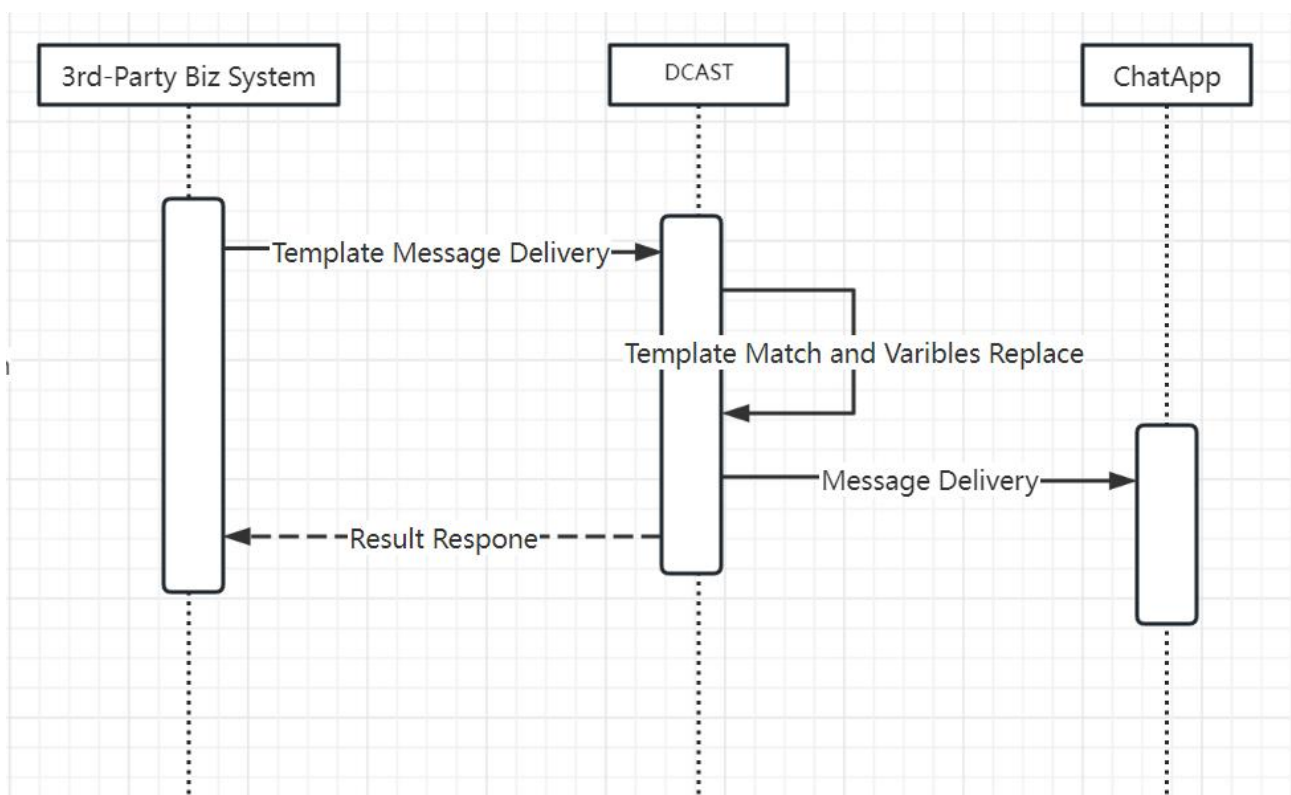 3rd-Party Biz System
DCAST
ChatApp
Template Message Delivery
Template Match and Varibles Replace
Message Delivery
Result Respone